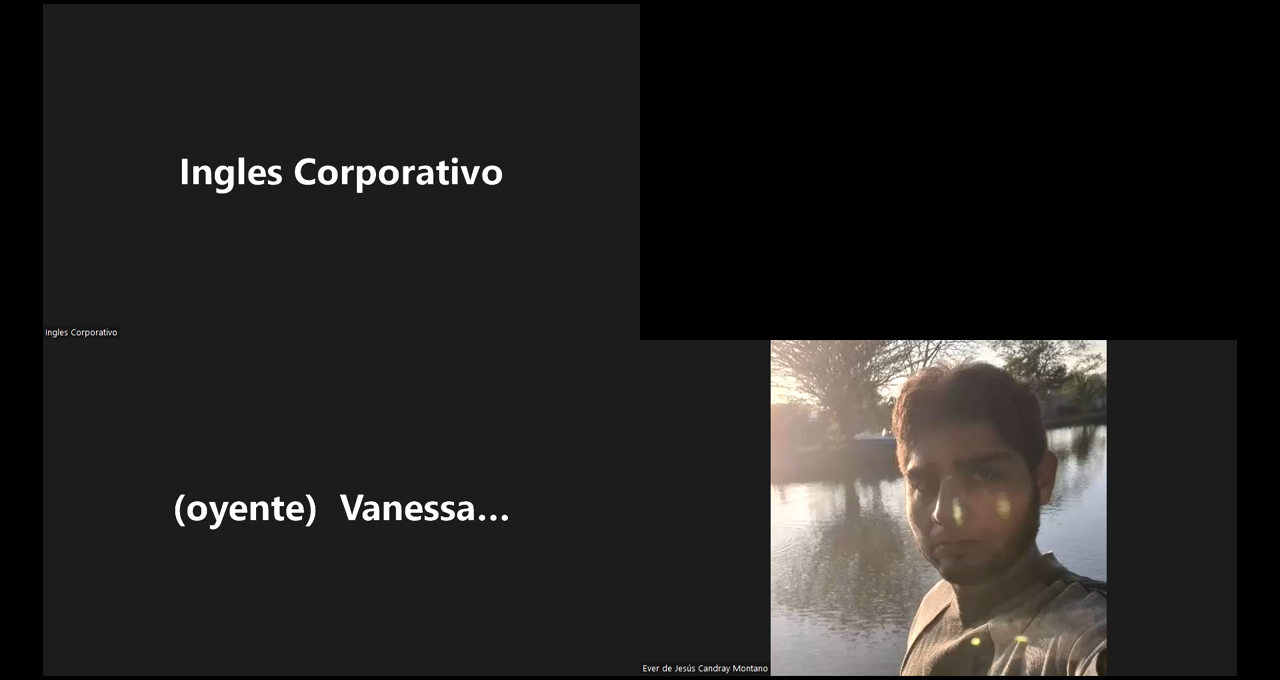 Ingles Corporativo
Ingles Corporativo
(oyente) Vanessa...
Ever de Jesús Candray Montano